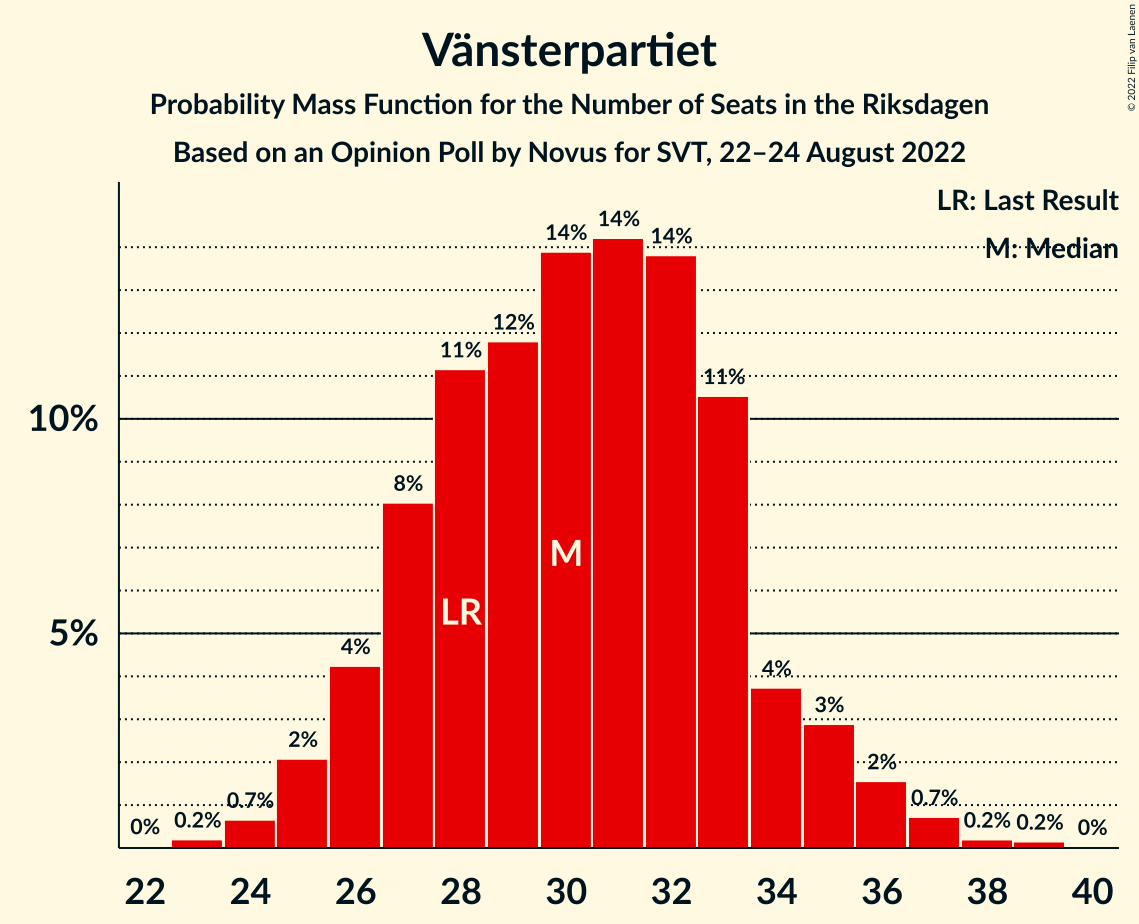 Vänsterpartiet
Probability Mass Function for the Number of Seats in the Riksdagen
Based on an Opinion Poll by Novus for SVT, 22–24 August 2022
© 2022 Filip van Laenen
LR: Last Result
M: Median
10%
5%
0%
0.2%
0.7%
2%
4%
8%
11%
12%
14%
14%
14%
11%
4%
3%
2%
0.7%
0.2%
0.2%
0%
LR
M
22 24 26 28 30 32 34 36 38 40